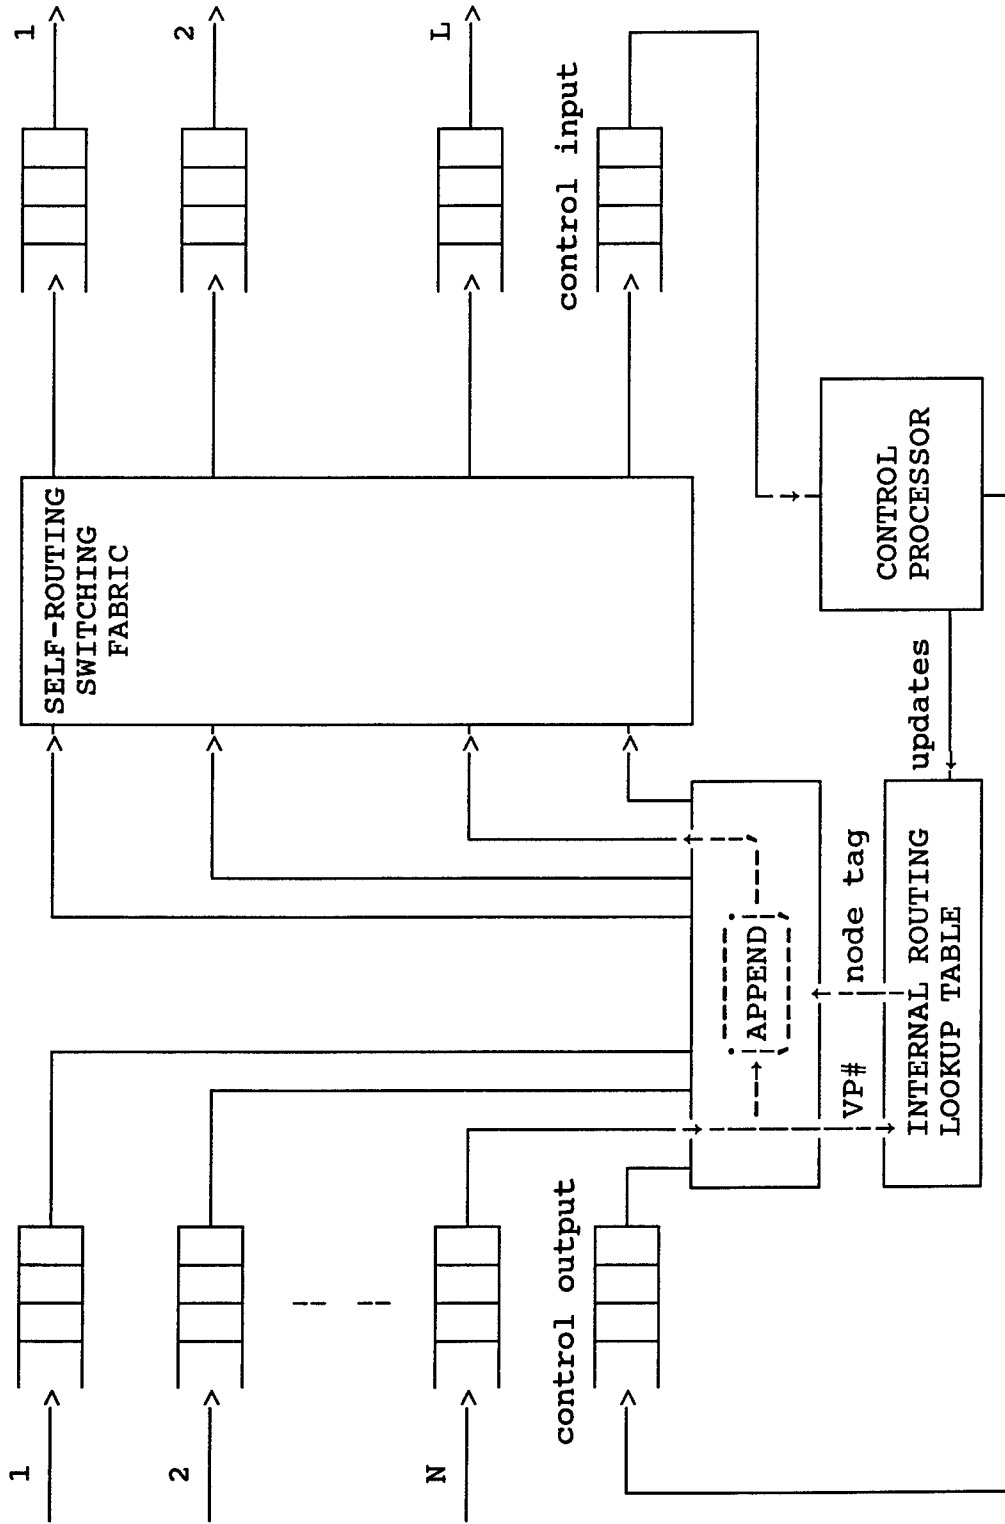 1
2
N
control output
SELF-ROUTING
SWITCHING
FABRIC
1
2
L
control input
APPEND
VP#
node tag
updates
INTERNAL ROUTING
LOOKUP TABLE
CONTROL
PROCESSOR